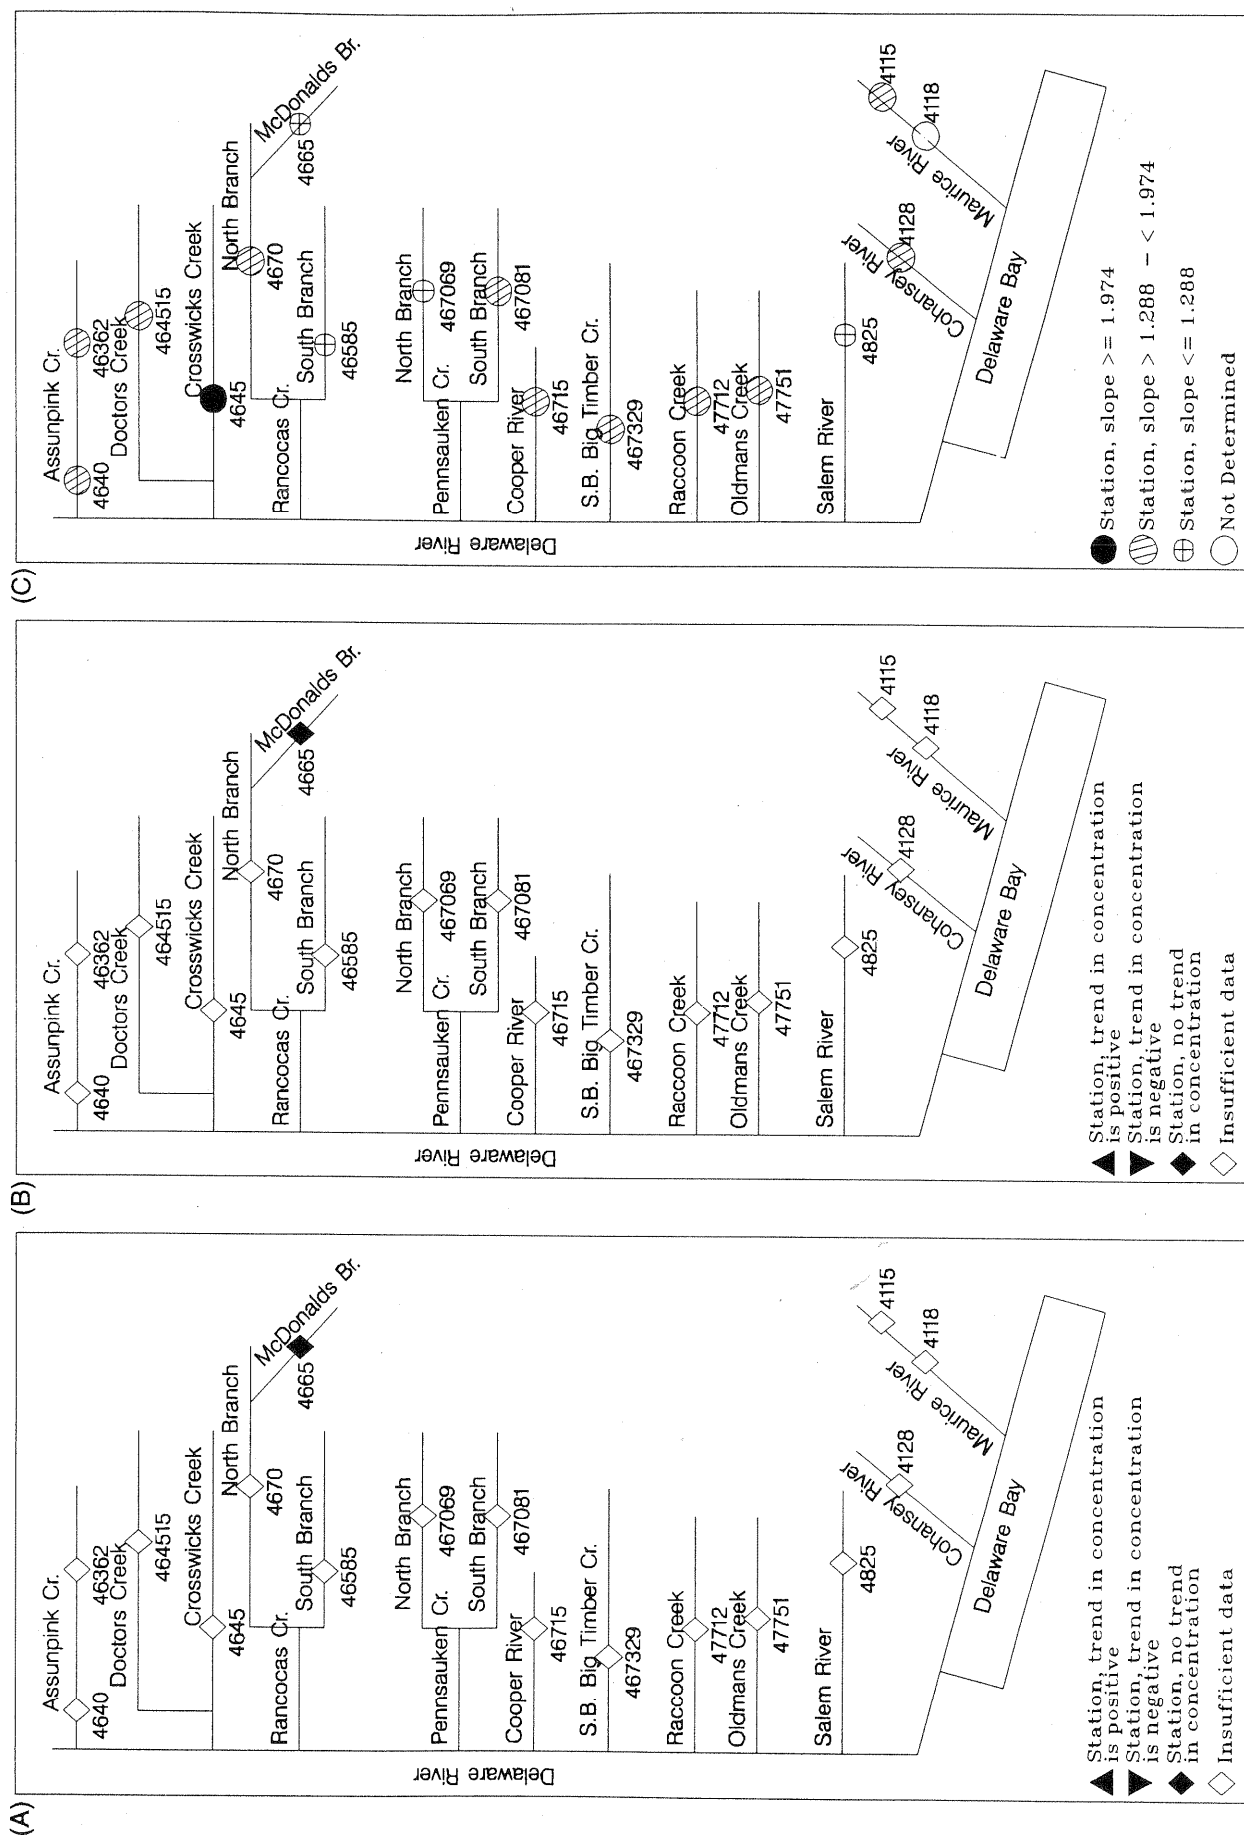 (A)
Assunpink Cr.
4640
46362
Doctors Creek
464515
Crosswicks Creek
4645
North Branch
4670
McDonalds Br.
4665
Rancocas Cr.
South Branch
46585
North Branch
467069
Pennsauken Cr.
South Branch
467081
Cooper River
46715
S.B. Big Timber Cr.
467329
Raccoon Creek
47712
Oldmans Creek
47751
Salem River
4825
Delaware River
Cohansey River
4128
Maurice River
4118
4115
Delaware Bay
Station, trend in concentration
is positive
Station, trend in concentration
is negative
Station, no trend
in concentration
Insufficient data
(B)
Assunpink Cr.
4640
46362
Doctors Creek
464515
Crosswicks Creek
4645
North Branch
4670
McDonalds Br.
4665
Rancocas Cr.
South Branch
46585
North Branch
467069
Pennsauken Cr.
South Branch
467081
Cooper River
46715
S.B. Big Timber Cr.
467329
Raccoon Creek
47712
Oldmans Creek
47751
Salem River
4825
Delaware River
Cohansey River
4128
Maurice River
4118
4115
Delaware Bay
Station, trend in concentration
is positive
Station, trend in concentration
is negative
Station, no trend
in concentration
Insufficient data
(C)
Assunpink Cr.
4640
46362
Doctors Creek
464515
Crosswicks Creek
4645
North Branch
4670
McDonalds Br.
4665
Rancocas Cr.
South Branch
46585
North Branch
467069
Pennsauken Cr.
South Branch
467081
Cooper River
46715
S.B. Big Timber Cr.
467329
Raccoon Creek
47712
Oldmans Creek
47751
Salem River
4825
Delaware River
Cohansey River
4128
Maurice River
4118
4115
Delaware Bay
Station, slope >= 1.974
Station, slope > 1.288 - < 1.974
Station, slope <= 1.288
Not Determined